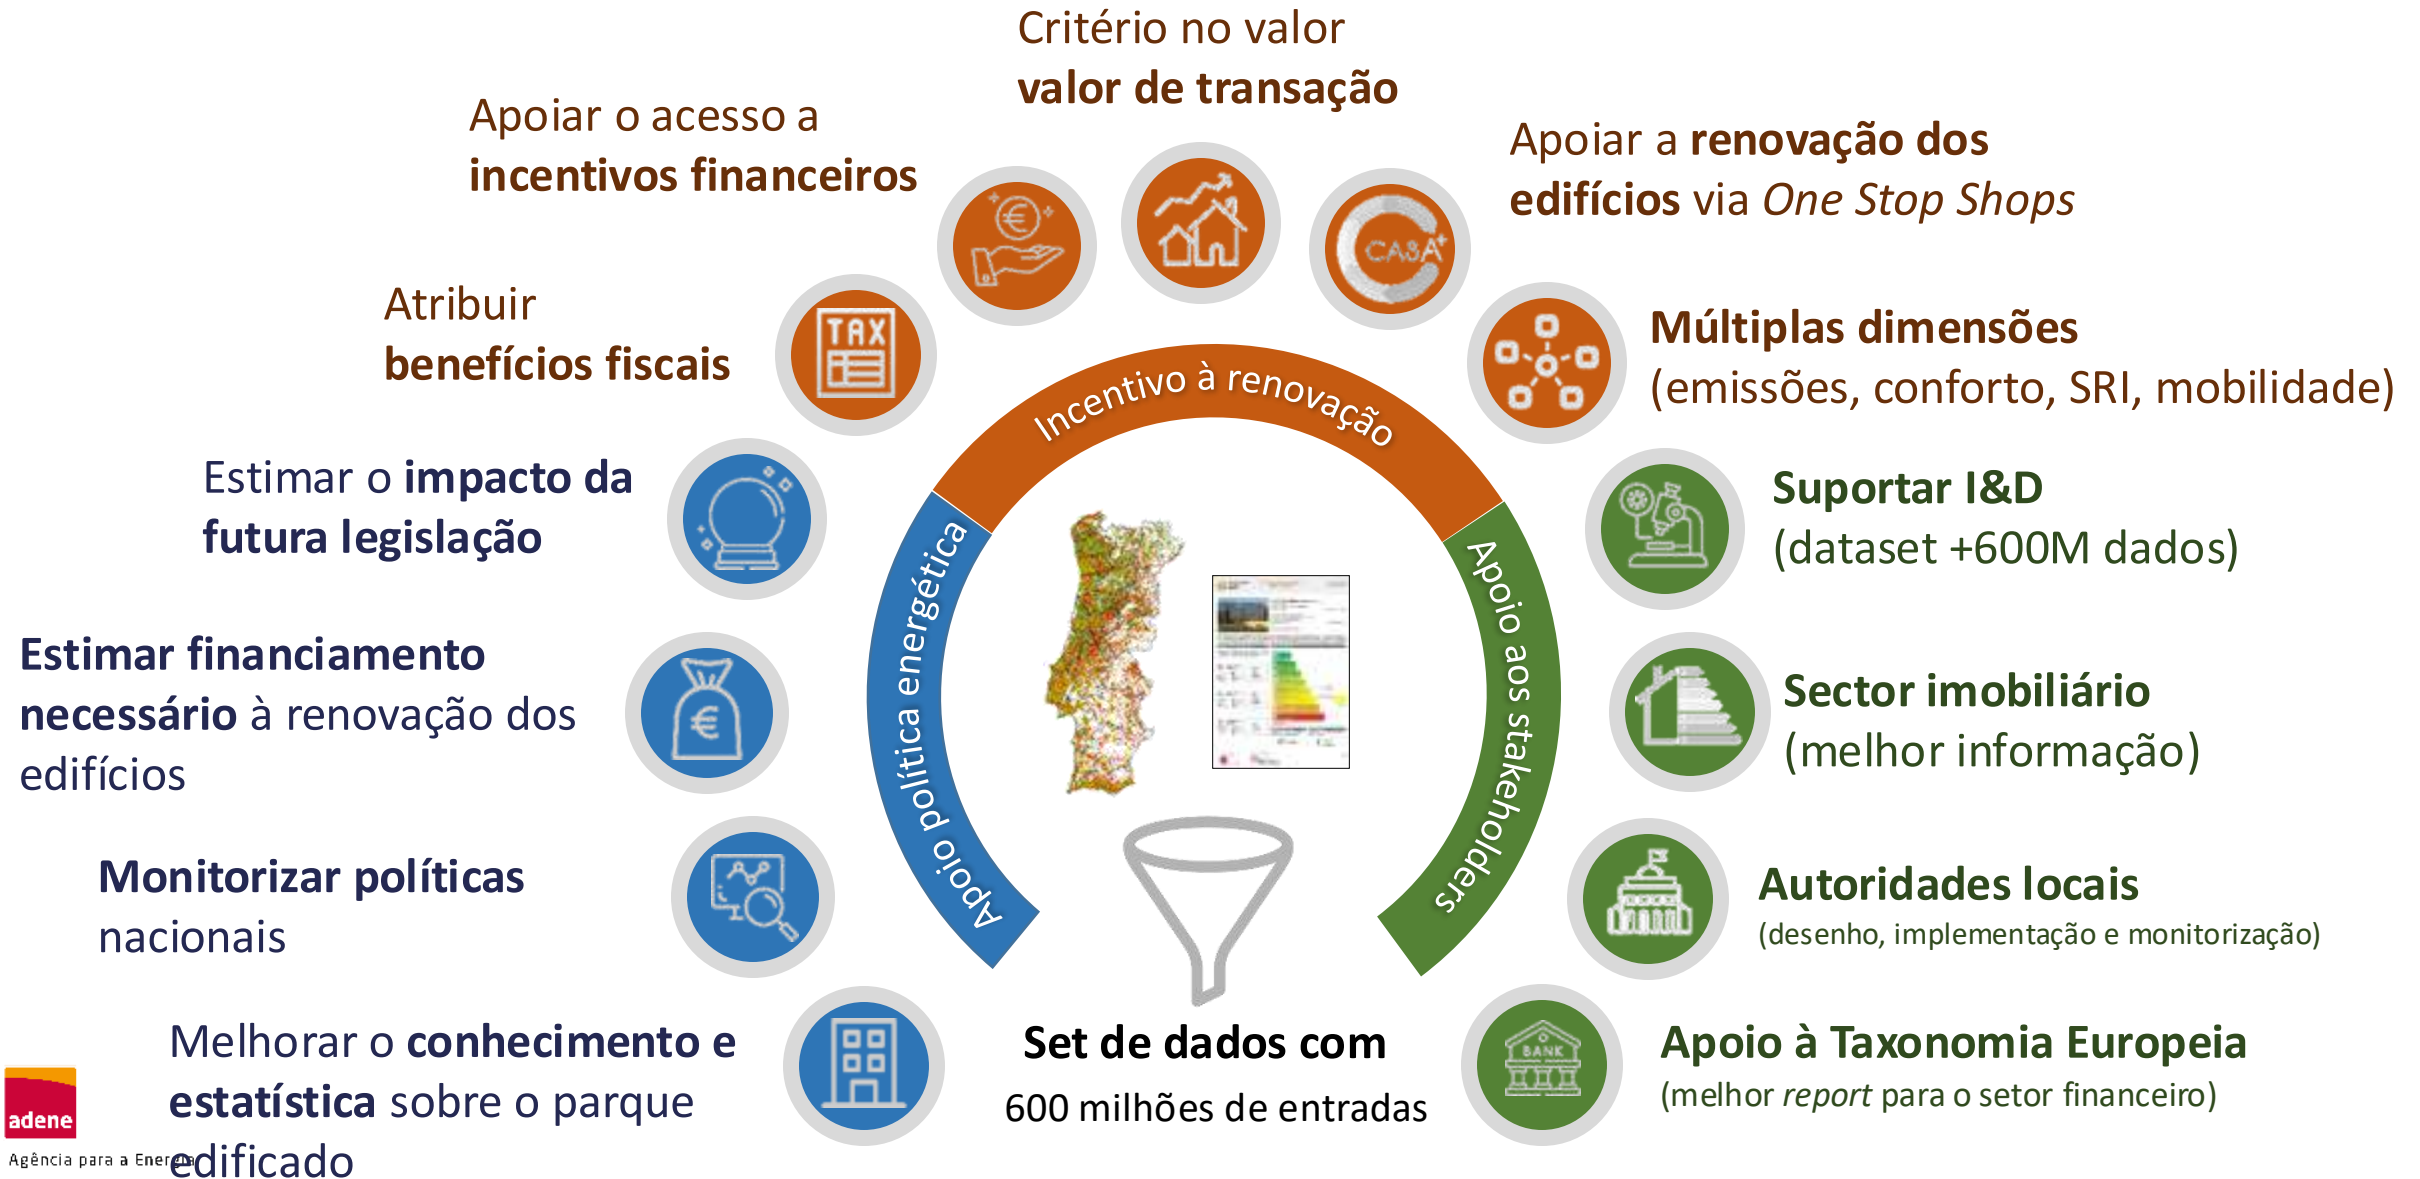 Critério no valor
valor de transação
Apoiar o acesso a
incentivos financeiros
Apoiar a renovação dos
edifícios via One Stop Shops
Atribuir
benefícios fiscais
TAX
CASA+
Múltiplas dimensões
(emissões, conforto, SRI, mobilidade)
Incentivo à renovação
Estimar o impacto da
futura legislação
Suportar I&D
(dataset +600M dados)
Apoio política energética
Apoio aos stakeholders
Estimar financiamento
necessário à renovação dos
edifícios
Sector imobiliário
(melhor informação)
Monitorizar políticas
nacionais
Autoridades locais
(desenho, implementação e monitorização)
Melhorar o conhecimento e
estatística sobre o parque
edificado
Set de dados com
600 milhões de entradas
BANK
Apoio à Taxonomia Europeia
(melhor report para o setor financeiro)
adene
Agência para a Energia